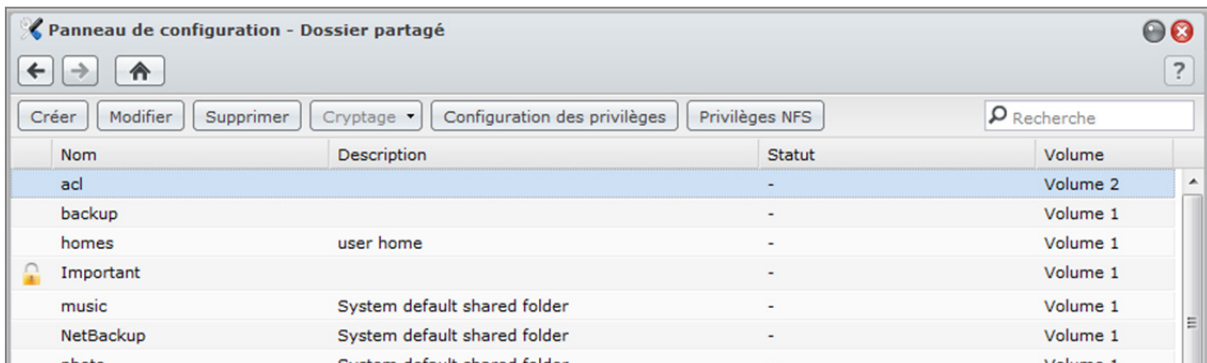 Panneau de configuration - Dossier partagé
?
Créer Modifier Supprimer Cryptage Configuration des privilèges Privilèges NFS Recherche
Nom Description Statut Volume
acl - Volume 2
backup - Volume 1
homes user home - Volume 1
Important - Volume 1
music System default shared folder - Volume 1
NetBackup System default shared folder - Volume 1